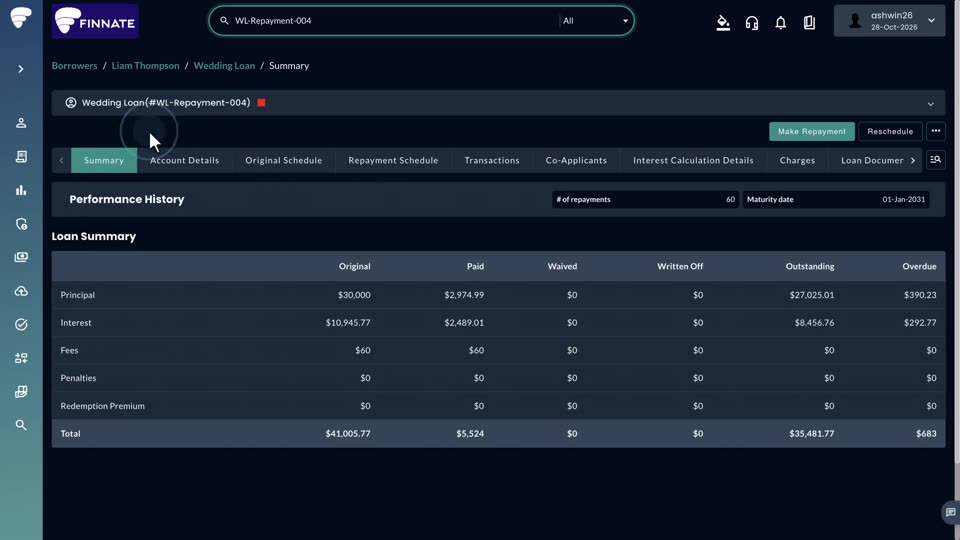 FINNATE
WL-Repayment-004 All
ashwin26
28-Oct-2026
Borrowers / Liam Thompson / Wedding Loan / Summary
Wedding Loan(#WL-Repayment-004)
Make Repayment Reschedule
Summary Account Details Original Schedule Repayment Schedule Transactions Co-Applicants Interest Calculation Details Charges Loan Documer
Performance History # of repayments 60 Maturity date 01-Jan-2031
Loan Summary
Original Paid Waived Written Off Outstanding Overdue
Principal $30,000 $2,974.99 $0 $0 $27,025.01 $390.23
Interest $10,945.77 $2,489.01 $0 $0 $8,456.76 $292.77
Fees $60 $60 $0 $0 $0 $0
Penalties $0 $0 $0 $0 $0 $0
Redemption Premium $0 $0 $0 $0 $0 $0
Total $41,005.77 $5,524 $0 $0 $35,481.77 $683